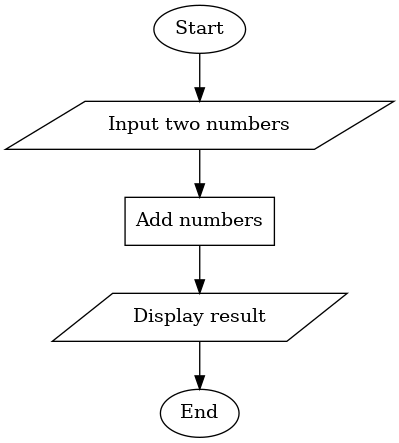 Start
Input two numbers
Add numbers
Display result
End